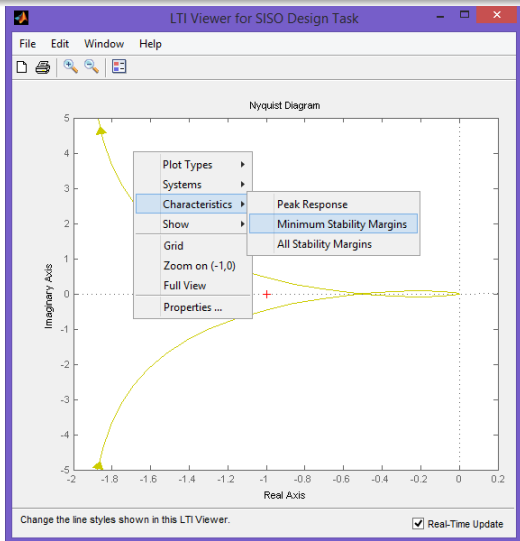 LTI Viewer for SISO Design Task
File Edit Window Help
Nyquist Diagram
5
4
3
2
1
0
-1
-2
-3
-4
-5
Imaginary Axis
Plot Types
Systems
Characteristics
Show
Grid
Zoom on (-1,0)
Full View
Properties ...
Peak Response
Minimum Stability Margins
All Stability Margins
-2 -1.8 -1.6 -1.4 -1.2 -1 -0.8 -0.6 -0.4 -0.2 0 0.2
Real Axis
Change the line styles shown in this LTI Viewer.
Real-Time Update